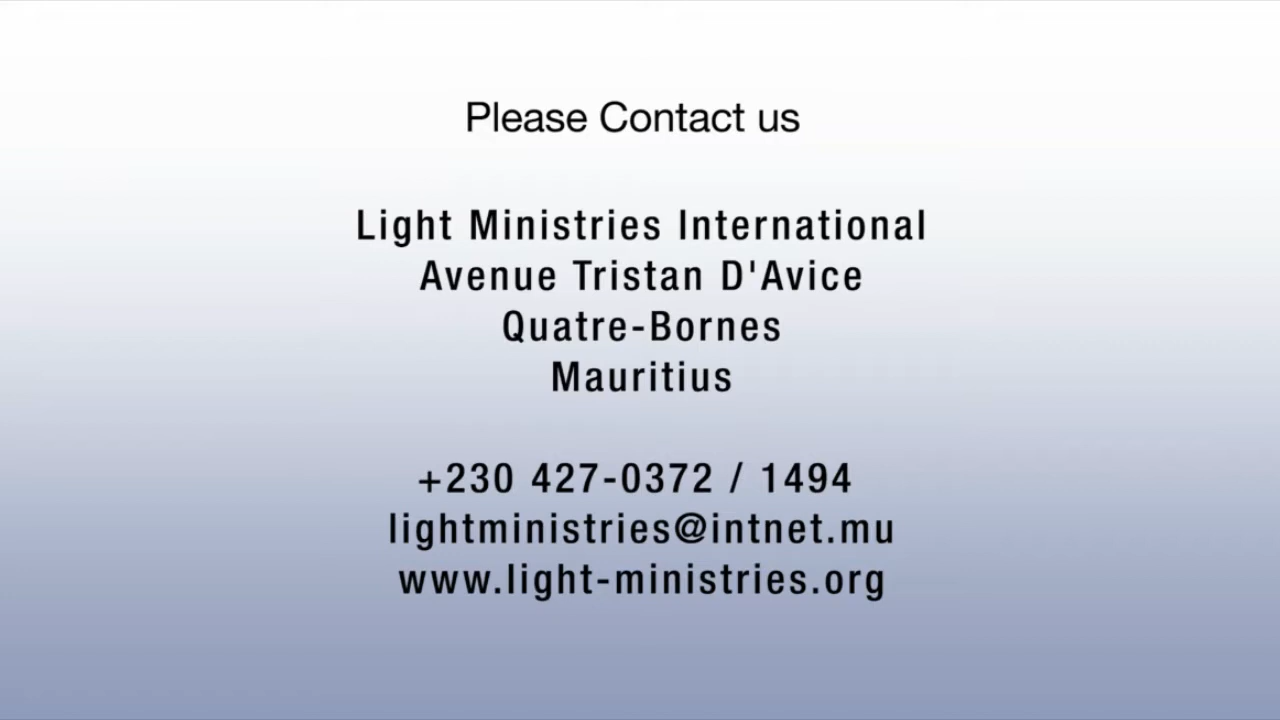 Please Contact us
Light Ministries International
Avenue Tristan D'Avice
Quatre-Bornes
Mauritius
+230 427-0372 / 1494
lightministries@intnet.mu
www.light-ministries.org